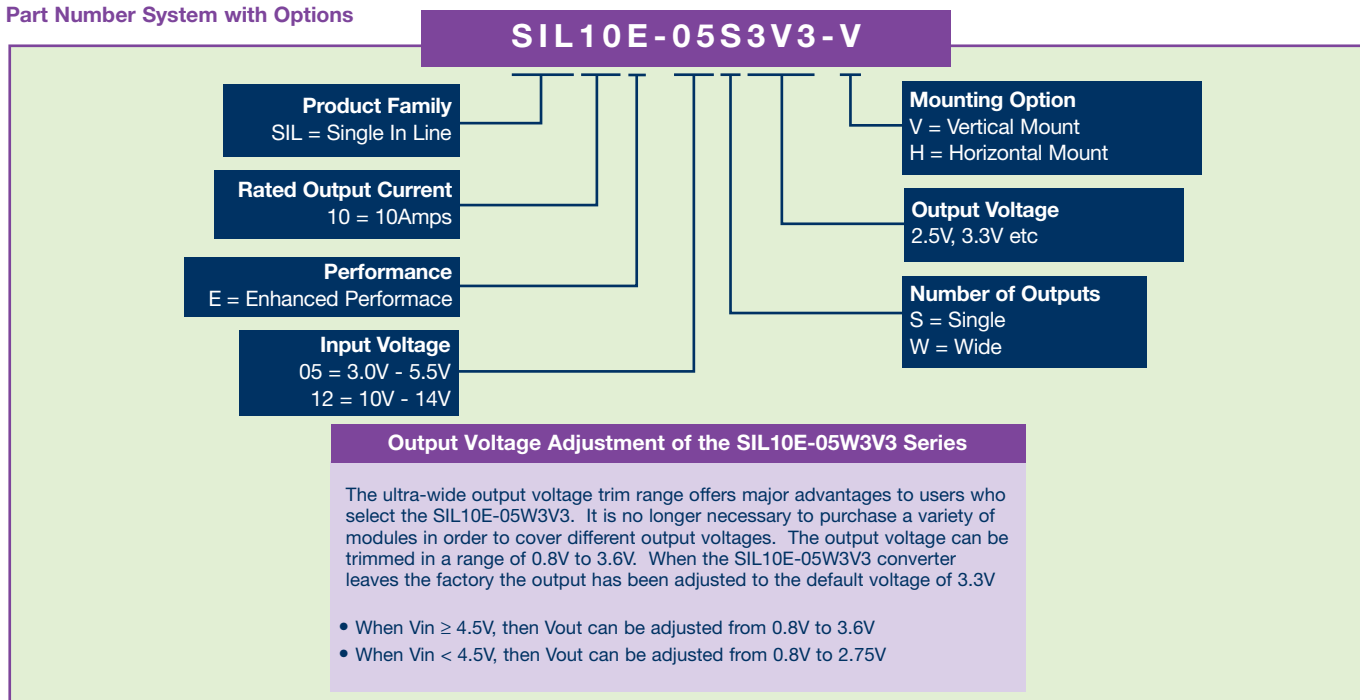 Part Number System with Options
SIL10E-05S3V3-V
Product Family
SIL = Single In Line
Rated Output Current
10 = 10Amps
Performance
E = Enhanced Performace
Input Voltage
05 = 3.0V - 5.5V
12 = 10V - 14V
Mounting Option
V = Vertical Mount
H = Horizontal Mount
Output Voltage
2.5V, 3.3V etc
Number of Outputs
S = Single
W = Wide
Output Voltage Adjustment of the SIL10E-05W3V3 Series
The ultra-wide output voltage trim range offers major advantages to users who
select the SIL10E-05W3V3. It is no longer necessary to purchase a variety of
modules in order to cover different output voltages. The output voltage can be
trimmed in a range of 0.8V to 3.6V. When the SIL10E-05W3V3 converter
leaves the factory the output has been adjusted to the default voltage of 3.3V
• When Vin ≥ 4.5V, then Vout can be adjusted from 0.8V to 3.6V
• When Vin < 4.5V, then Vout can be adjusted from 0.8V to 2.75V